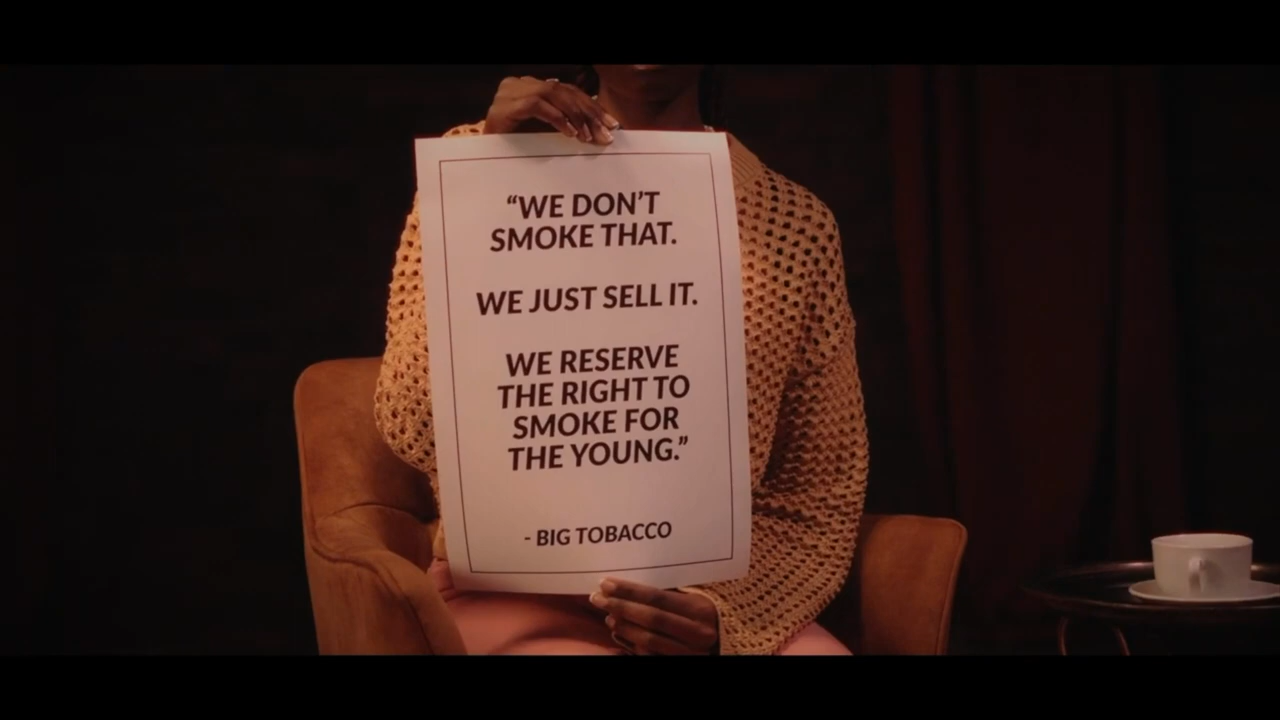 “WE DON’T
SMOKE THAT.
WE JUST SELL IT.
WE RESERVE
THE RIGHT TO
SMOKE FOR
THE YOUNG.”
- BIG TOBACCO